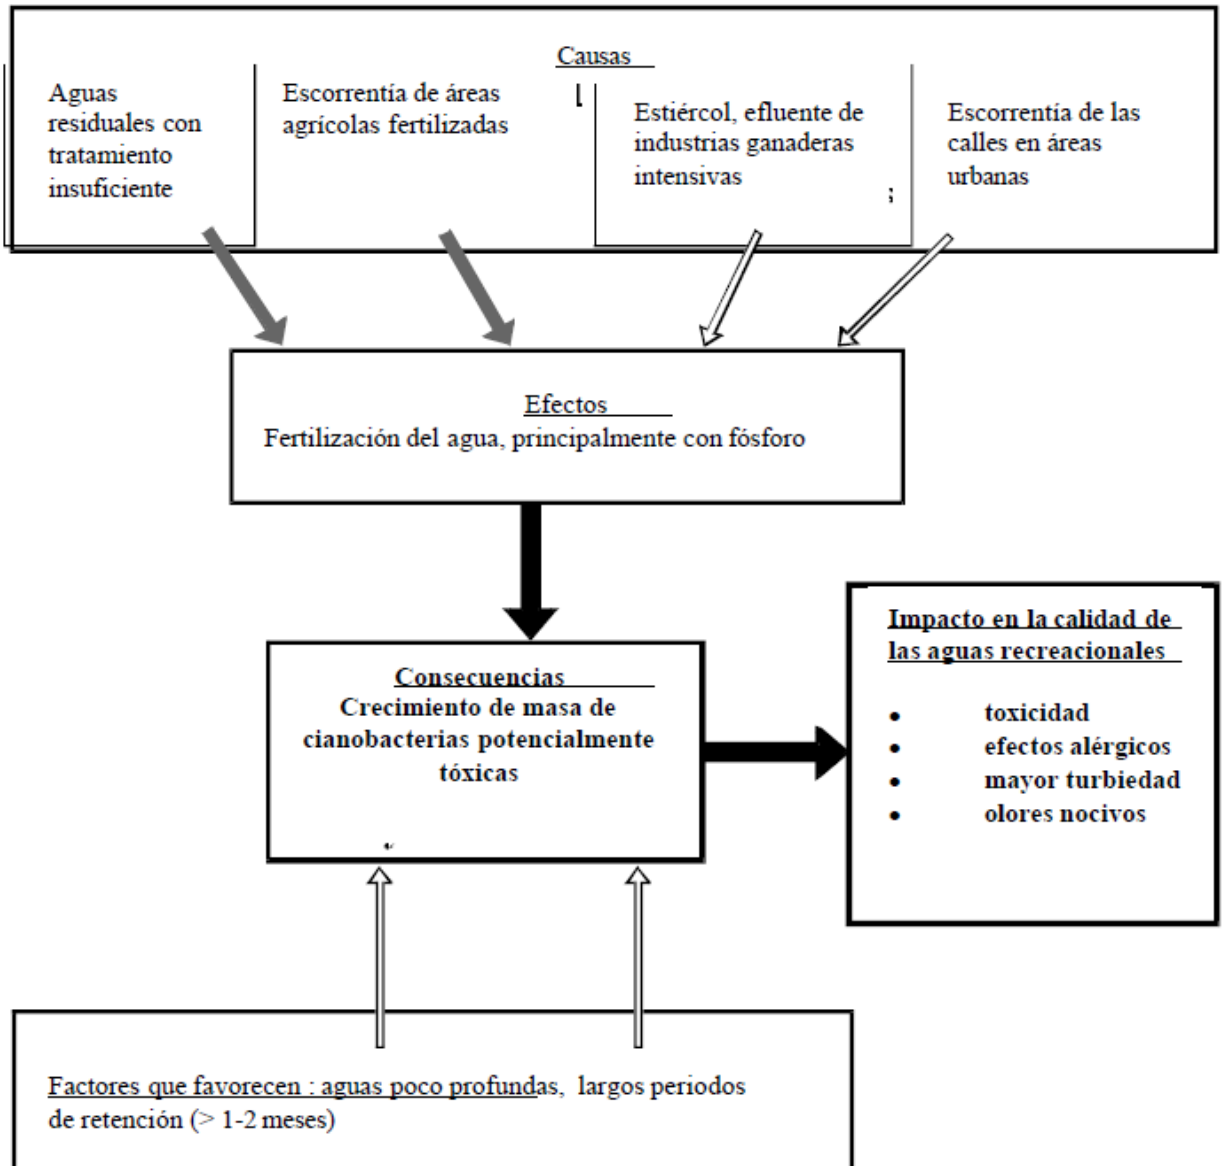 Causas
Aguas
residuales con
tratamiento
insuficiente
Escorrentía de áreas
agrícolas fertilizadas
Estiércol, efluente de
industrias ganaderas
intensivas
Escorrentía de las
calles en áreas
urbanas
Efectos
Fertilización del agua, principalmente con fósforo
Consecuencias
Crecimiento de masa de
cianobacterias potencialmente
tóxicas
Impacto en la calidad de
las aguas recreacionales
• toxicidad
• efectos alérgicos
• mayor turbiedad
• olores nocivos
Factores que favorecen : aguas poco profundas, largos periodos
de retención (> 1-2 meses)